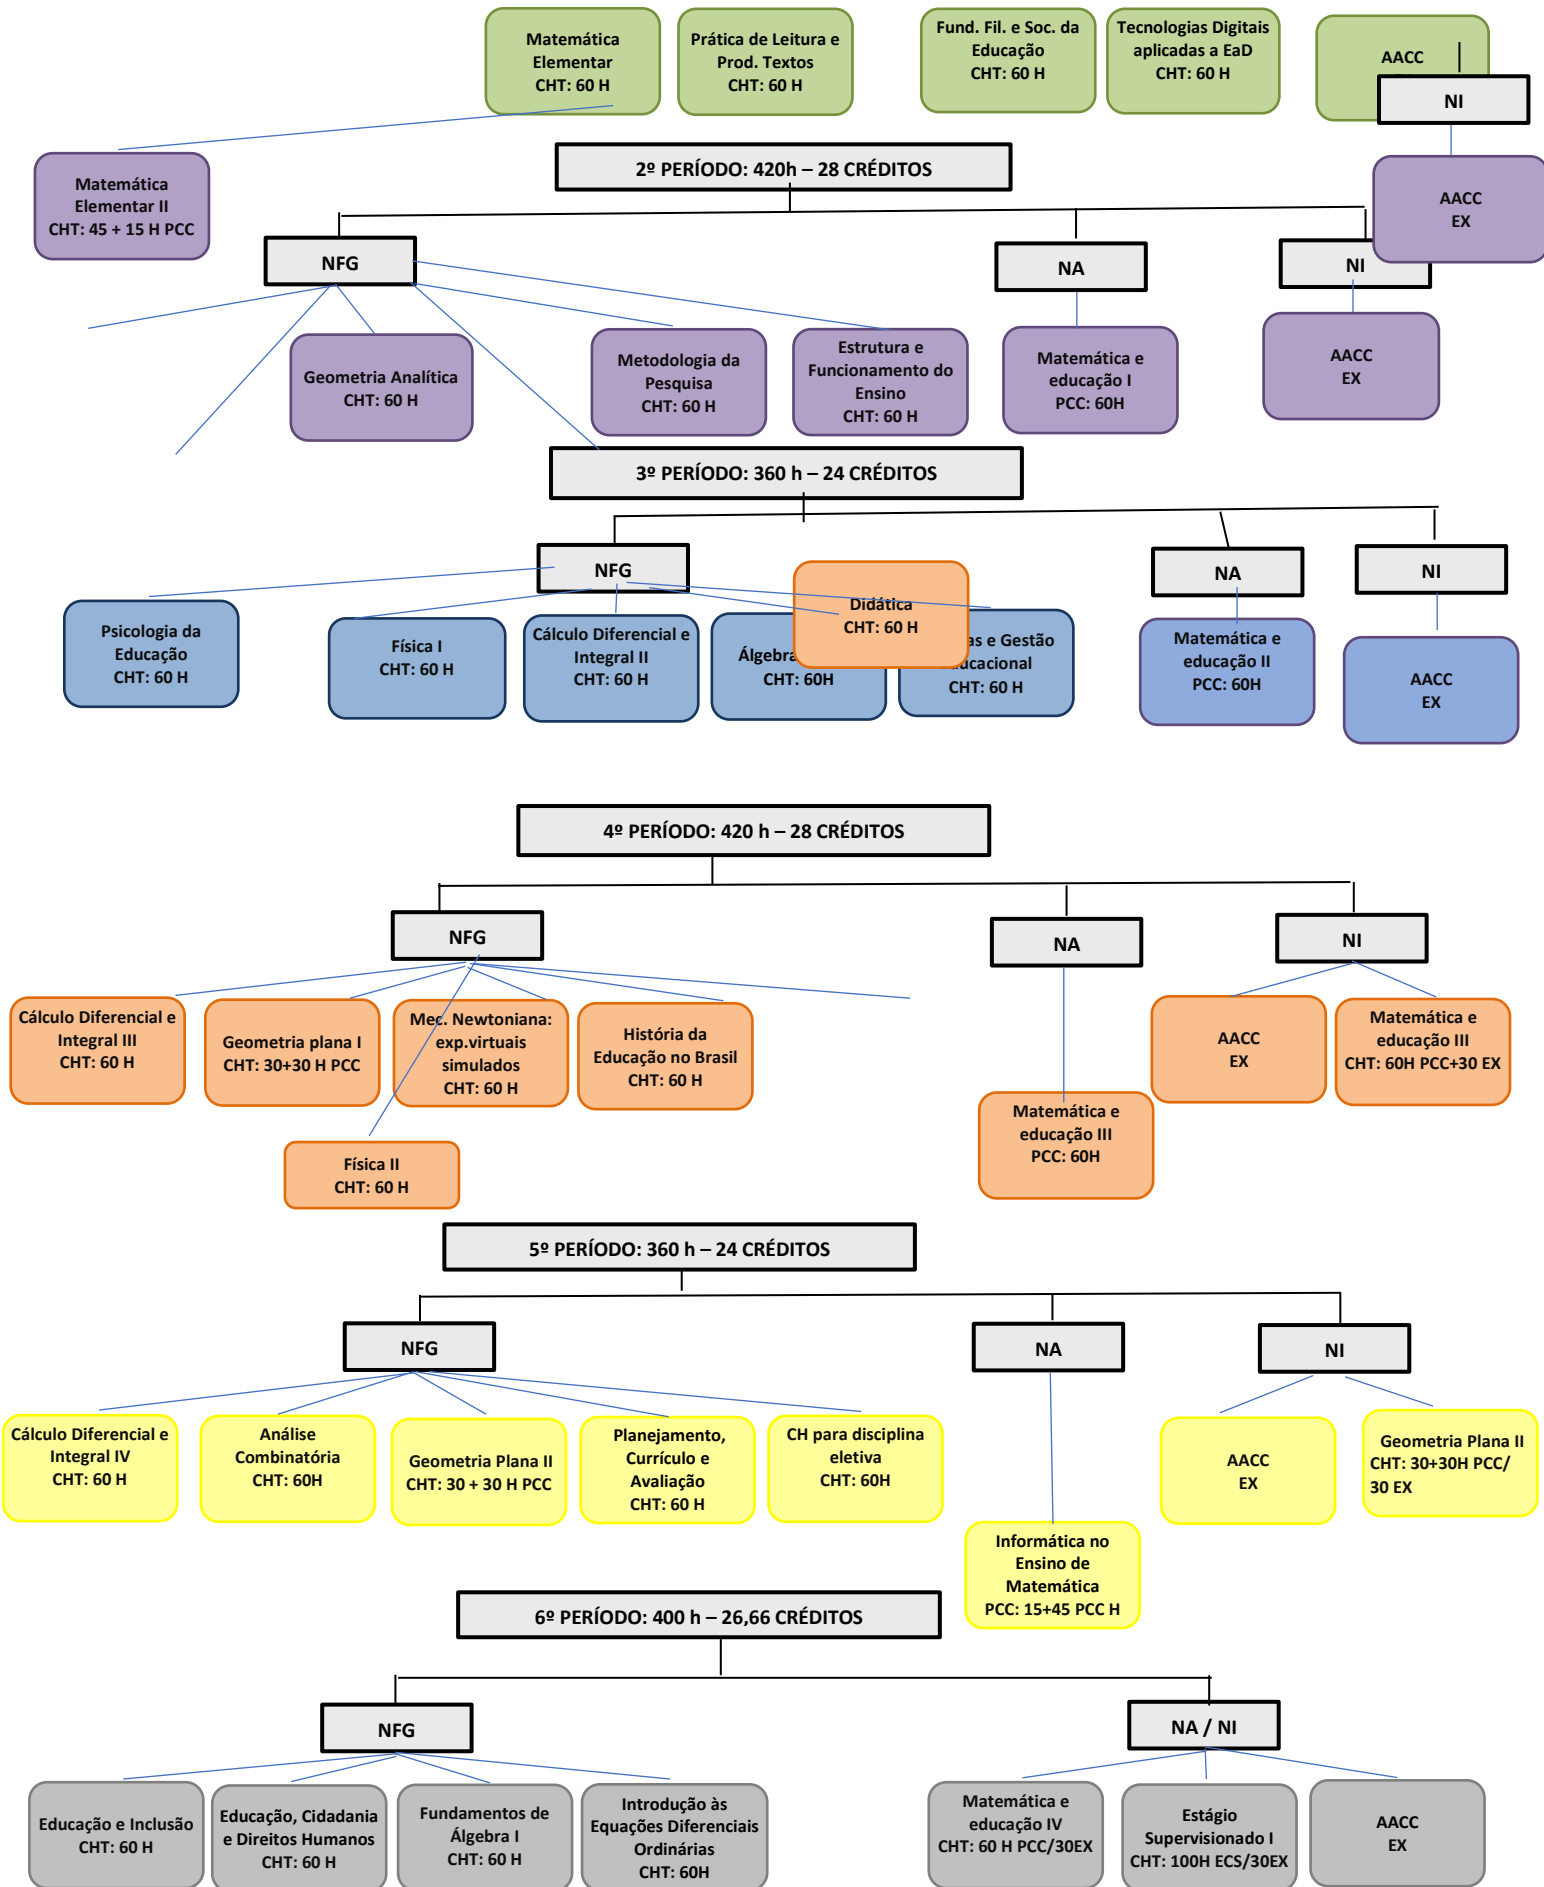 Matemática
Elementar
CHT: 60 H
Prática de Leitura e
Prod. Textos
CHT: 60 H
Fund. Fil. e Soc. da
Educação
CHT: 60 H
Tecnologias Digitais
aplicadas a EaD
CHT: 60 H
AACC
NI
2º PERÍODO: 420h – 28 CRÉDITOS
Matemática
Elementar II
CHT: 45 + 15 H PCC
AACC
EX
NFG
NA
NI
Geometria Analítica
CHT: 60 H
Metodologia da
Pesquisa
CHT: 60 H
Estrutura e
Funcionamento do
Ensino
CHT: 60 H
Matemática e
educação I
PCC: 60H
AACC
EX
3º PERÍODO: 360 h – 24 CRÉDITOS
NFG
NA
NI
Psicologia da
Educação
CHT: 60 H
Física I
CHT: 60 H
Cálculo Diferencial e
Integral II
CHT: 60 H
Álgebra
CHT: 60H
Didática
CHT: 60 H
e Gestão
CHT: 60 H
Matemática e
educação II
PCC: 60H
AACC
EX
4º PERÍODO: 420 h – 28 CRÉDITOS
NFG
NA
NI
Cálculo Diferencial e
Integral III
CHT: 60 H
Geometria plana I
CHT: 30+30 H PCC
Mec. Newtoniana:
exp.virtuais
simulados
CHT: 60 H
História da
Educação no Brasil
CHT: 60 H
AACC
EX
Matemática e
educação III
CHT: 60H PCC+30 EX
Física II
CHT: 60 H
Matemática e
educação III
PCC: 60H
5º PERÍODO: 360 h – 24 CRÉDITOS
NFG
NA
NI
Cálculo Diferencial e
Integral IV
CHT: 60 H
Análise
Combinatória
CHT: 60H
Geometria Plana II
CHT: 30 + 30 H PCC
Planejamento,
Currículo e
Avaliação
CHT: 60 H
CH para disciplina
eletiva
CHT: 60H
AACC
EX
Geometria Plana II
CHT: 30+30H PCC/
30 EX
Informática no
Ensino de
Matemática
PCC: 15+45 PCC H
6º PERÍODO: 400 h – 26,66 CRÉDITOS
NFG
NA / NI
Educação e Inclusão
CHT: 60 H
Educação, Cidadania
e Direitos Humanos
CHT: 60 H
Fundamentos de
Álgebra I
CHT: 60 H
Introdução às
Equações Diferenciais
Ordinárias
CHT: 60H
Matemática e
educação IV
CHT: 60 H PCC/30EX
Estágio
Supervisionado I
CHT: 100H ECS/30EX
AACC
EX